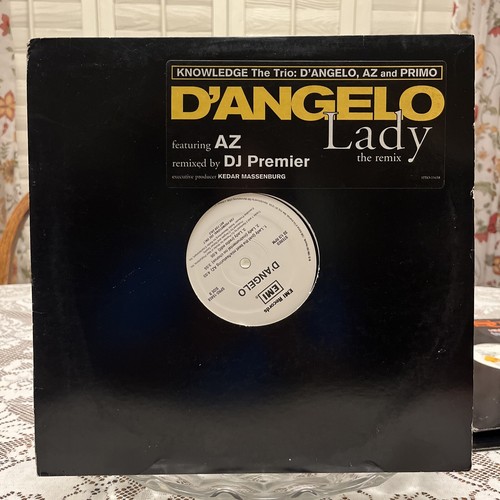 KNOWLEDGE The Trio: D'ANGELO, AZ and PRIMO
D'ANGELO
Lady
featuring AZ
the remix
remixed by DJ Premier
executive producer KEDAR MASSENBURG
EMI Records
EMI
D'ANGELO